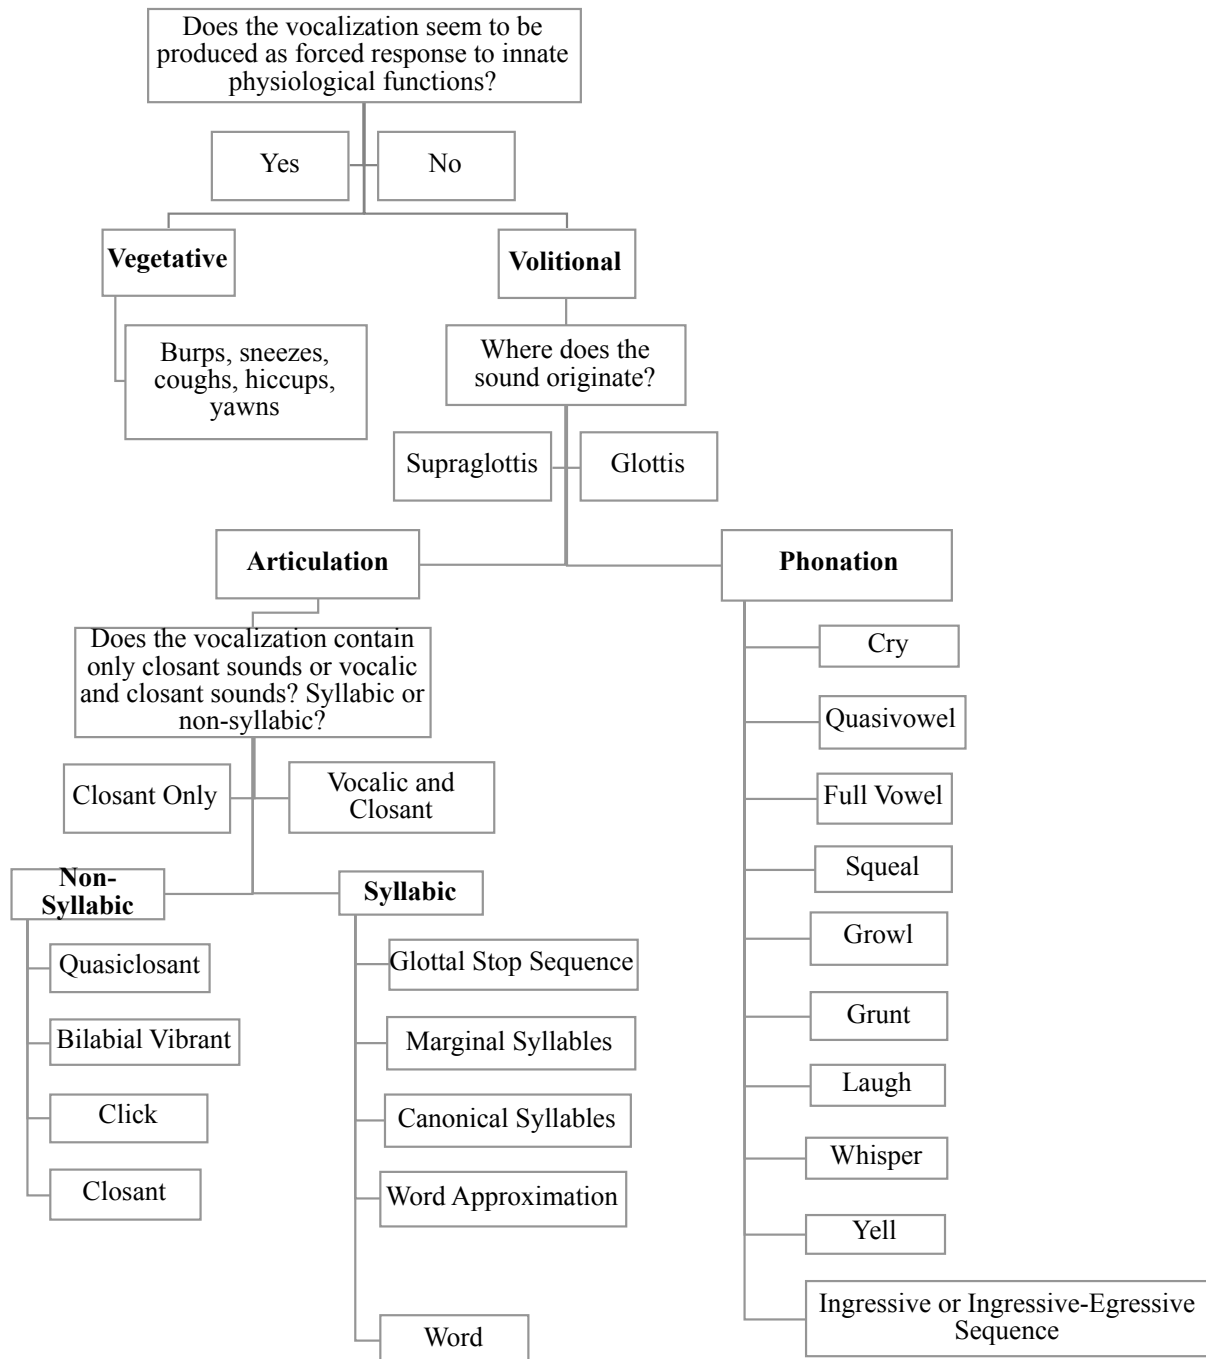 Does the vocalization seem to be
produced as forced response to innate
physiological functions?
Yes
No
Vegetative
Volitional
Burps, sneezes,
coughs, hiccups,
yawns
Where does the
sound originate?
Supraglottis
Glottis
Articulation
Phonation
Does the vocalization contain
only closant sounds or vocalic
and closant sounds? Syllabic or
non-syllabic?
Closant Only
Vocalic and
Closant
Non-
Syllabic
Quasiclosant
Bilabial Vibrant
Click
Closant
Syllabic
Glottal Stop Sequence
Marginal Syllables
Canonical Syllables
Word Approximation
Word
Cry
Quasivowel
Full Vowel
Squeal
Growl
Grunt
Laugh
Whisper
Yell
Ingressive or Ingressive-Egressive
Sequence